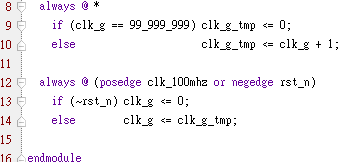 8 always @ *
9 if (clk_g == 99_999_999) clk_g_tmp <= 0;
10 else clk_g_tmp <= clk_g + 1;
11
12 always @ (posedge clk_100mhz or negedge rst_n)
13 if (~rst_n) clk_g <= 0;
14 else clk_g <= clk_g_tmp;
15
16 endmodule